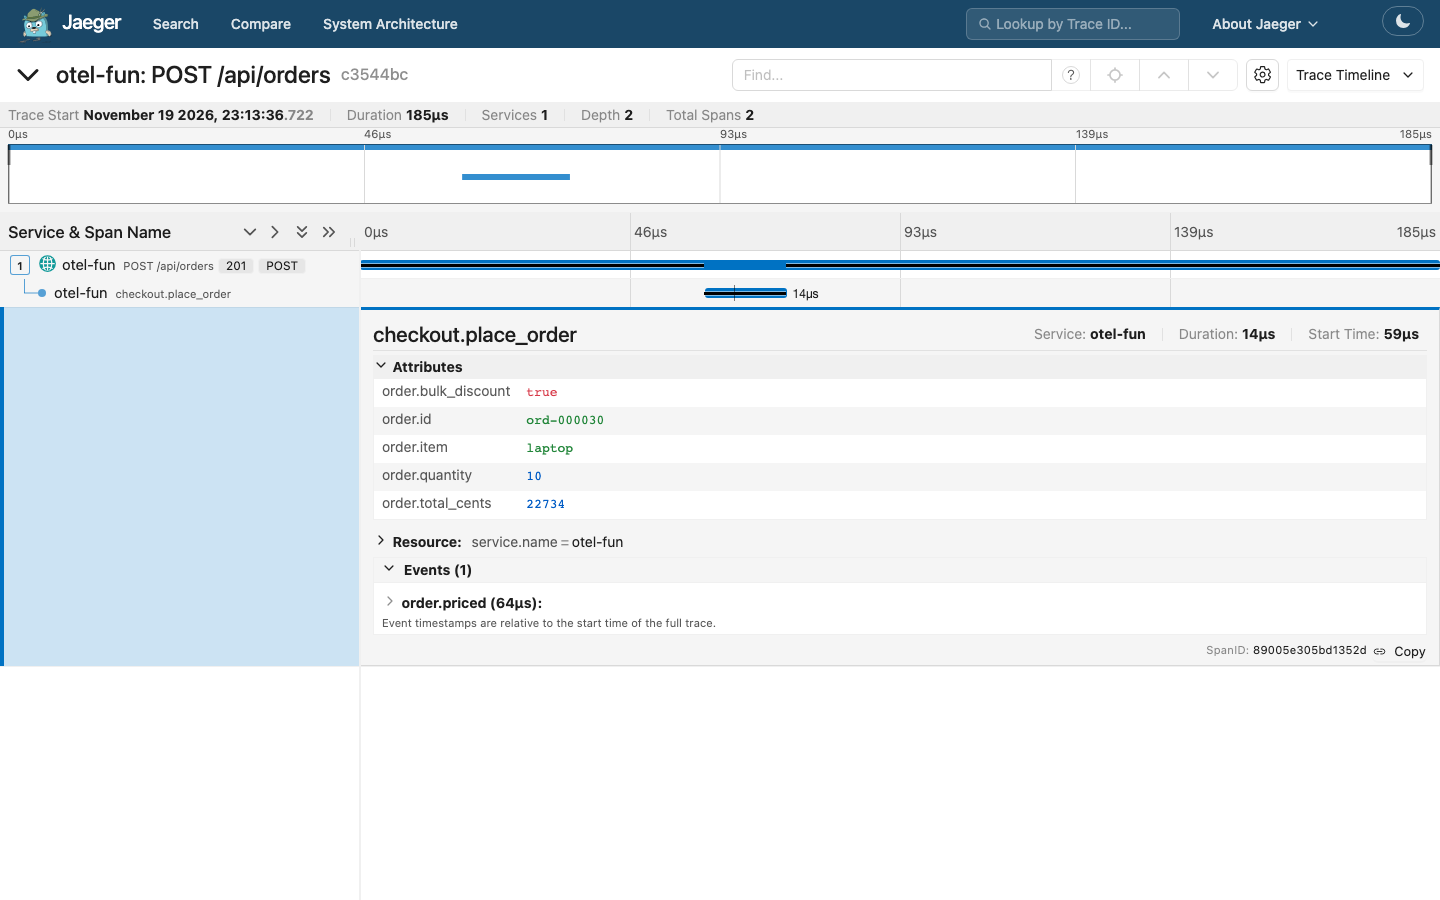 Jaeger Search Compare System Architecture Lookup by Trace ID... About Jaeger
otel-fun: POST /api/orders c3544bc Find... ? Trace Timeline
Trace Start November 19 2026, 23:13:36.722 Duration 185μs Services 1 Depth 2 Total Spans 2
0μs 46μs 93μs 139μs 185μs
Service & Span Name 0μs 46μs 93μs 139μs 185μs
1 otel-fun POST /api/orders 201 POST
otel-fun checkout.place_order 14μs
checkout.place_order Service: otel-fun Duration: 14μs Start Time: 59μs
Attributes
order.bulk_discount true
order.id ord-000030
order.item laptop
order.quantity 10
order.total_cents 22734
Resource: service.name = otel-fun
Events (1)
order.priced (64μs):
Event timestamps are relative to the start time of the full trace.
SpanID: 89005e305bd1352d Copy